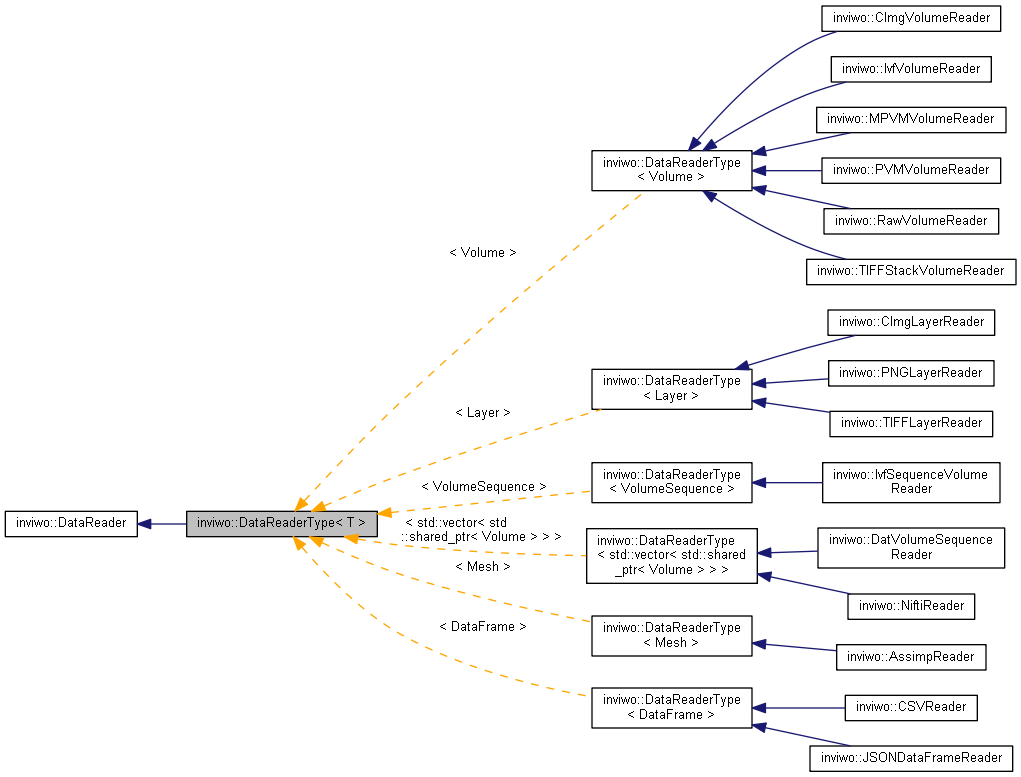 inviwo::CImgVolumeReader
inviwo::IvfVolumeReader
inviwo::MPVMVolumeReader
inviwo::DataReaderType
< Volume >
inviwo::PVMVolumeReader
inviwo::RawVolumeReader
< Volume >
inviwo::TIFFStackVolumeReader
inviwo::CImgLayerReader
inviwo::DataReaderType
< Layer >
inviwo::PNGLayerReader
< Layer >
inviwo::TIFFLayerReader
inviwo::DataReaderType
< VolumeSequence >
inviwo::IvfSequenceVolume
Reader
< VolumeSequence >
inviwo::DataReader
inviwo::DataReaderType< T >
< std::vector< std
::shared_ptr< Volume > > >
inviwo::DataReaderType
< std::vector< std::shared
_ptr< Volume > > >
inviwo::DatVolumeSequence
Reader
< Mesh >
inviwo::NiftiReader
< DataFrame >
inviwo::DataReaderType
< Mesh >
inviwo::AssimpReader
inviwo::DataReaderType
< DataFrame >
inviwo::CSVReader
inviwo::JSONDataFrameReader